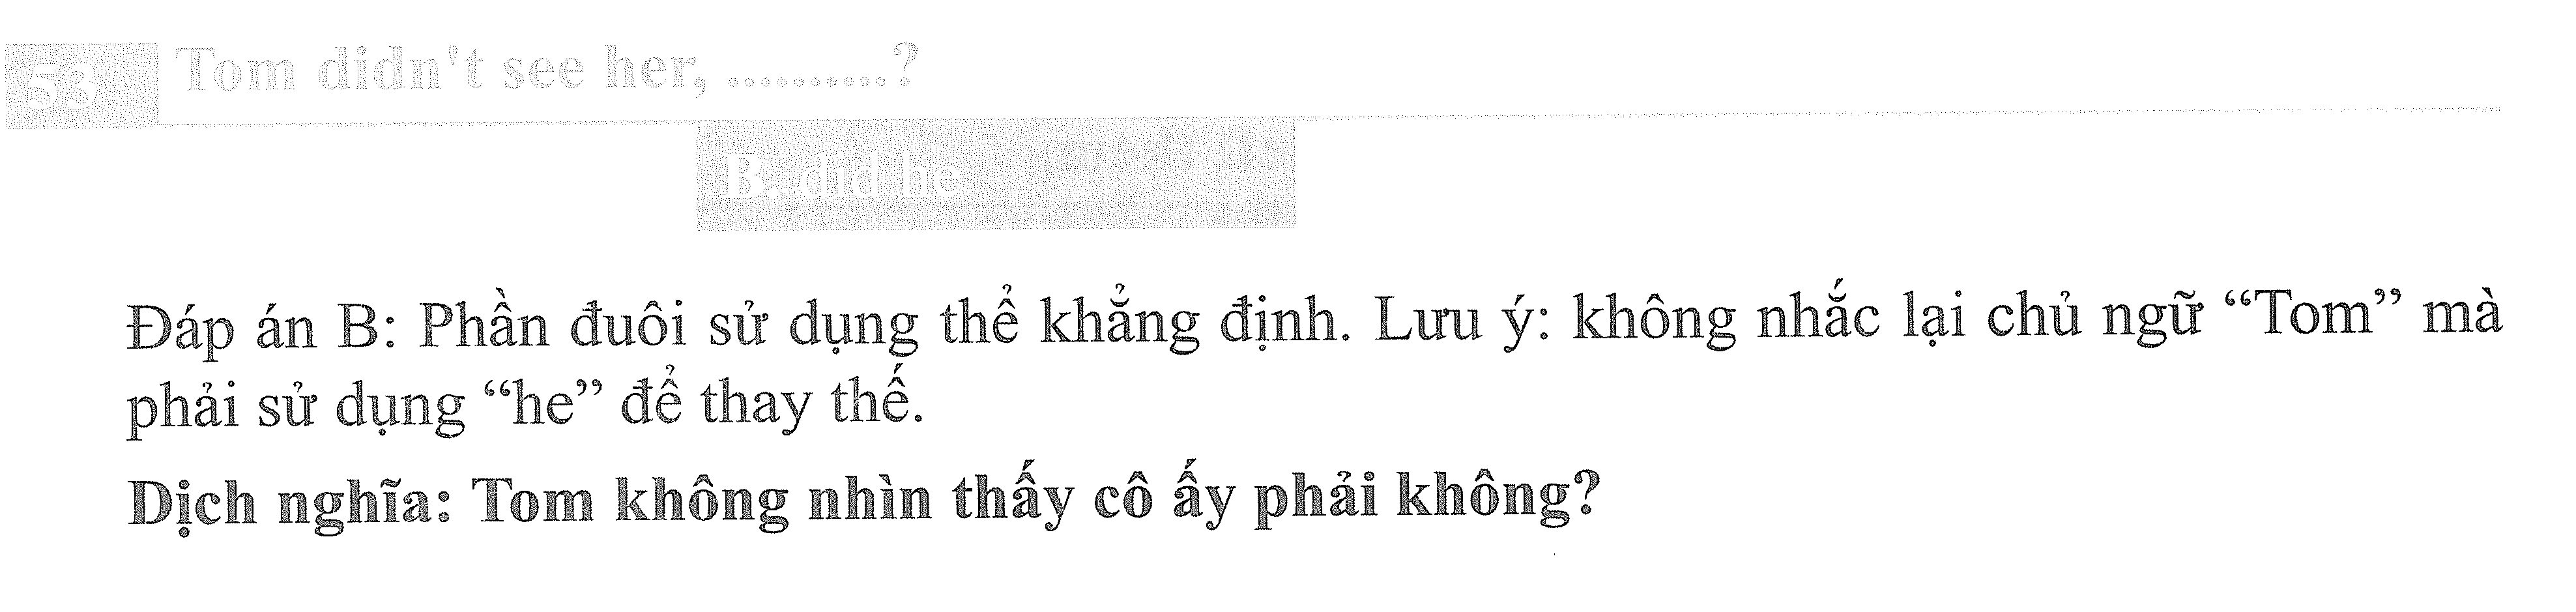 53 Tom didn't see her, ..........?
B. did he
Đáp án B: Phần đuôi sử dụng thể khẳng định. Lưu ý: không nhắc lại chủ ngữ “Tom” mà
phải sử dụng “he” để thay thế.
Dịch nghĩa: Tom không nhìn thấy cô ấy phải không?